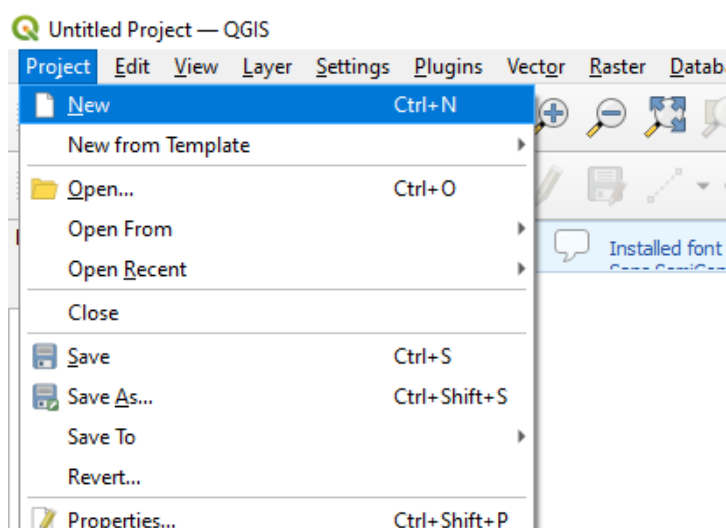 Untitled Project — QGIS
Project Edit View Layer Settings Plugins Vector Raster Datab
New Ctrl+N
New from Template
Open... Ctrl+O
Open From
Installed font
Open Recent
Close
Save Ctrl+S
Save As... Ctrl+Shift+S
Save To
Revert...
Properties... Ctrl+Shift+P